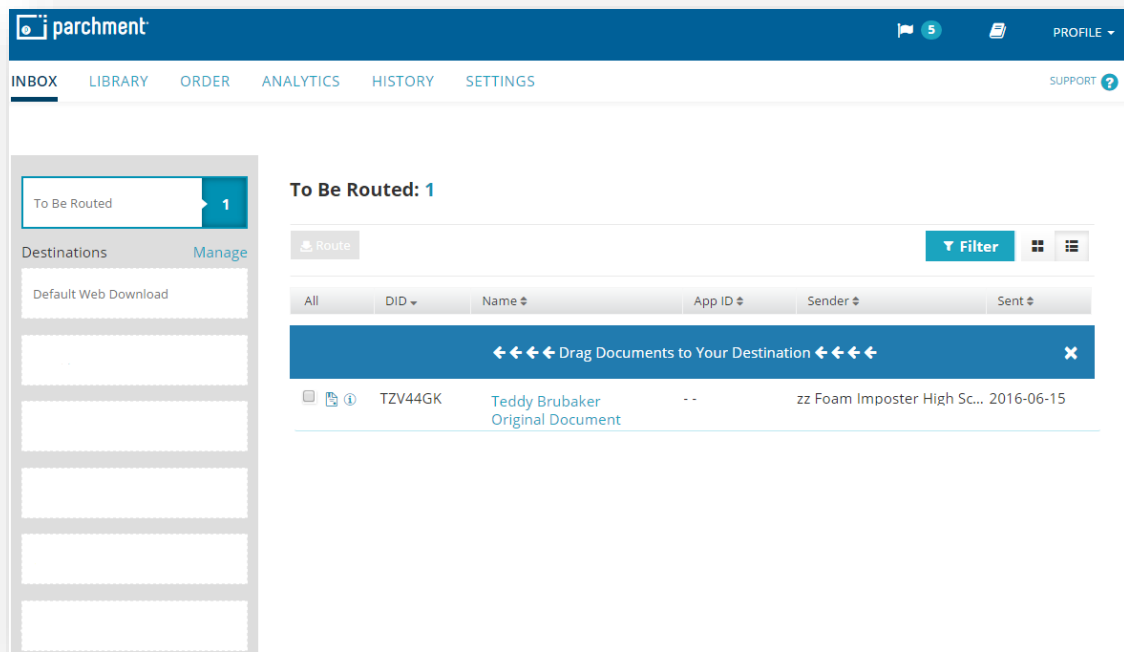 parchment
5
PROFILE
INBOX LIBRARY ORDER ANALYTICS HISTORY SETTINGS
SUPPORT ?
To Be Routed 1
Destinations Manage
Default Web Download
To Be Routed: 1
Route
Filter
All DID Name App ID Sender Sent
Drag Documents to Your Destination
TZV44GK Teddy Brubaker - - zz Foam Imposter High Sc... 2016-06-15
Original Document